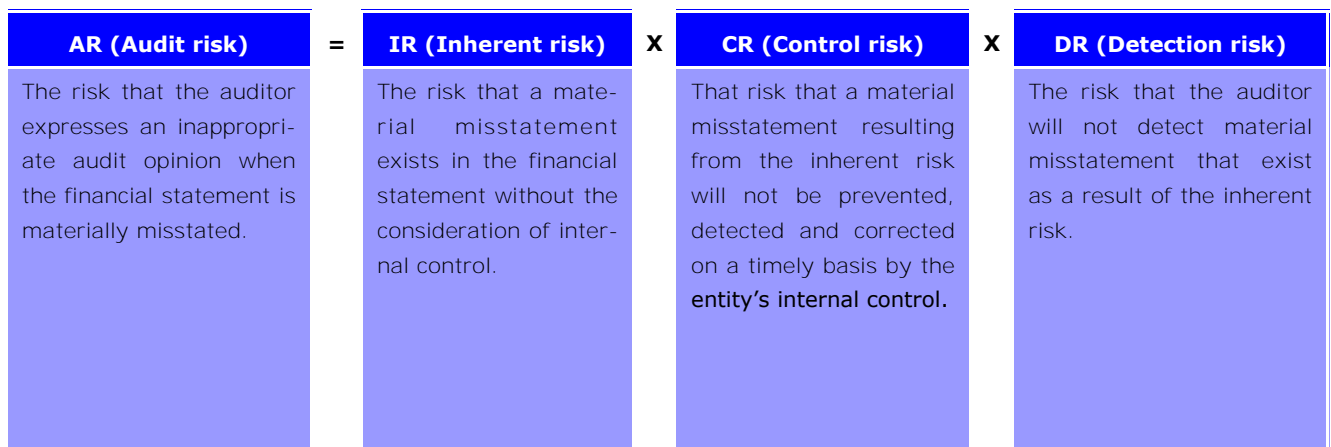 AR (Audit risk) = IR (Inherent risk) X CR (Control risk) X DR (Detection risk)
The risk that the auditor
expresses an inappropri-
ate audit opinion when
the financial statement is
materially misstated.
The risk that a mate-
rial misstatement
exists in the financial
statement without the
consideration of inter-
nal control.
That risk that a material
misstatement resulting
from the inherent risk
will not be prevented,
detected and corrected
on a timely basis by the
entity’s internal control.
The risk that the auditor
will not detect material
misstatement that exist
as a result of the inherent
risk.